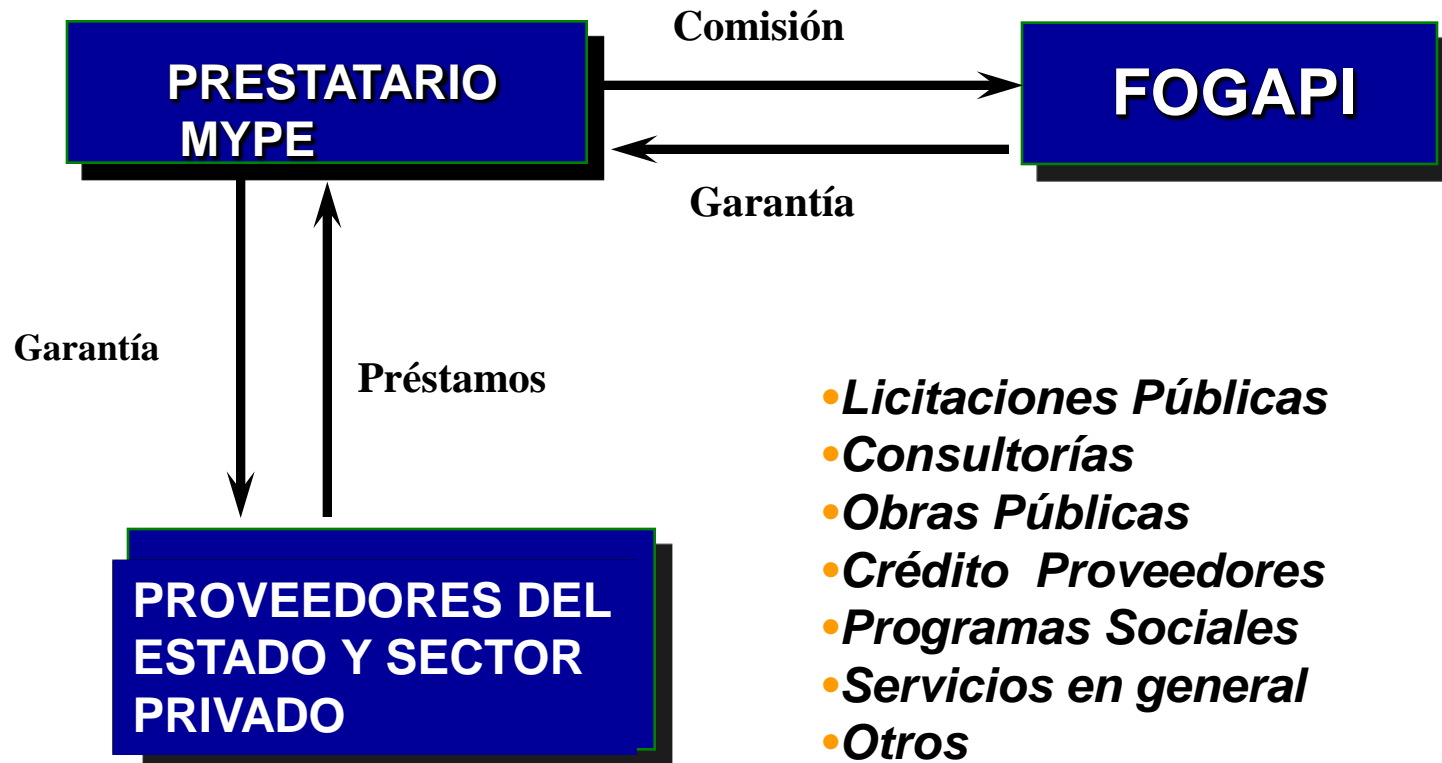 Comisión
PRESTATARIO
MYPE
FOGAPI
Garantía
Garantía
Préstamos
•Licitaciones Públicas
•Consultorías
•Obras Públicas
•Crédito Proveedores
•Programas Sociales
•Servicios en general
•Otros
PROVEEDORES DEL
ESTADO Y SECTOR
PRIVADO